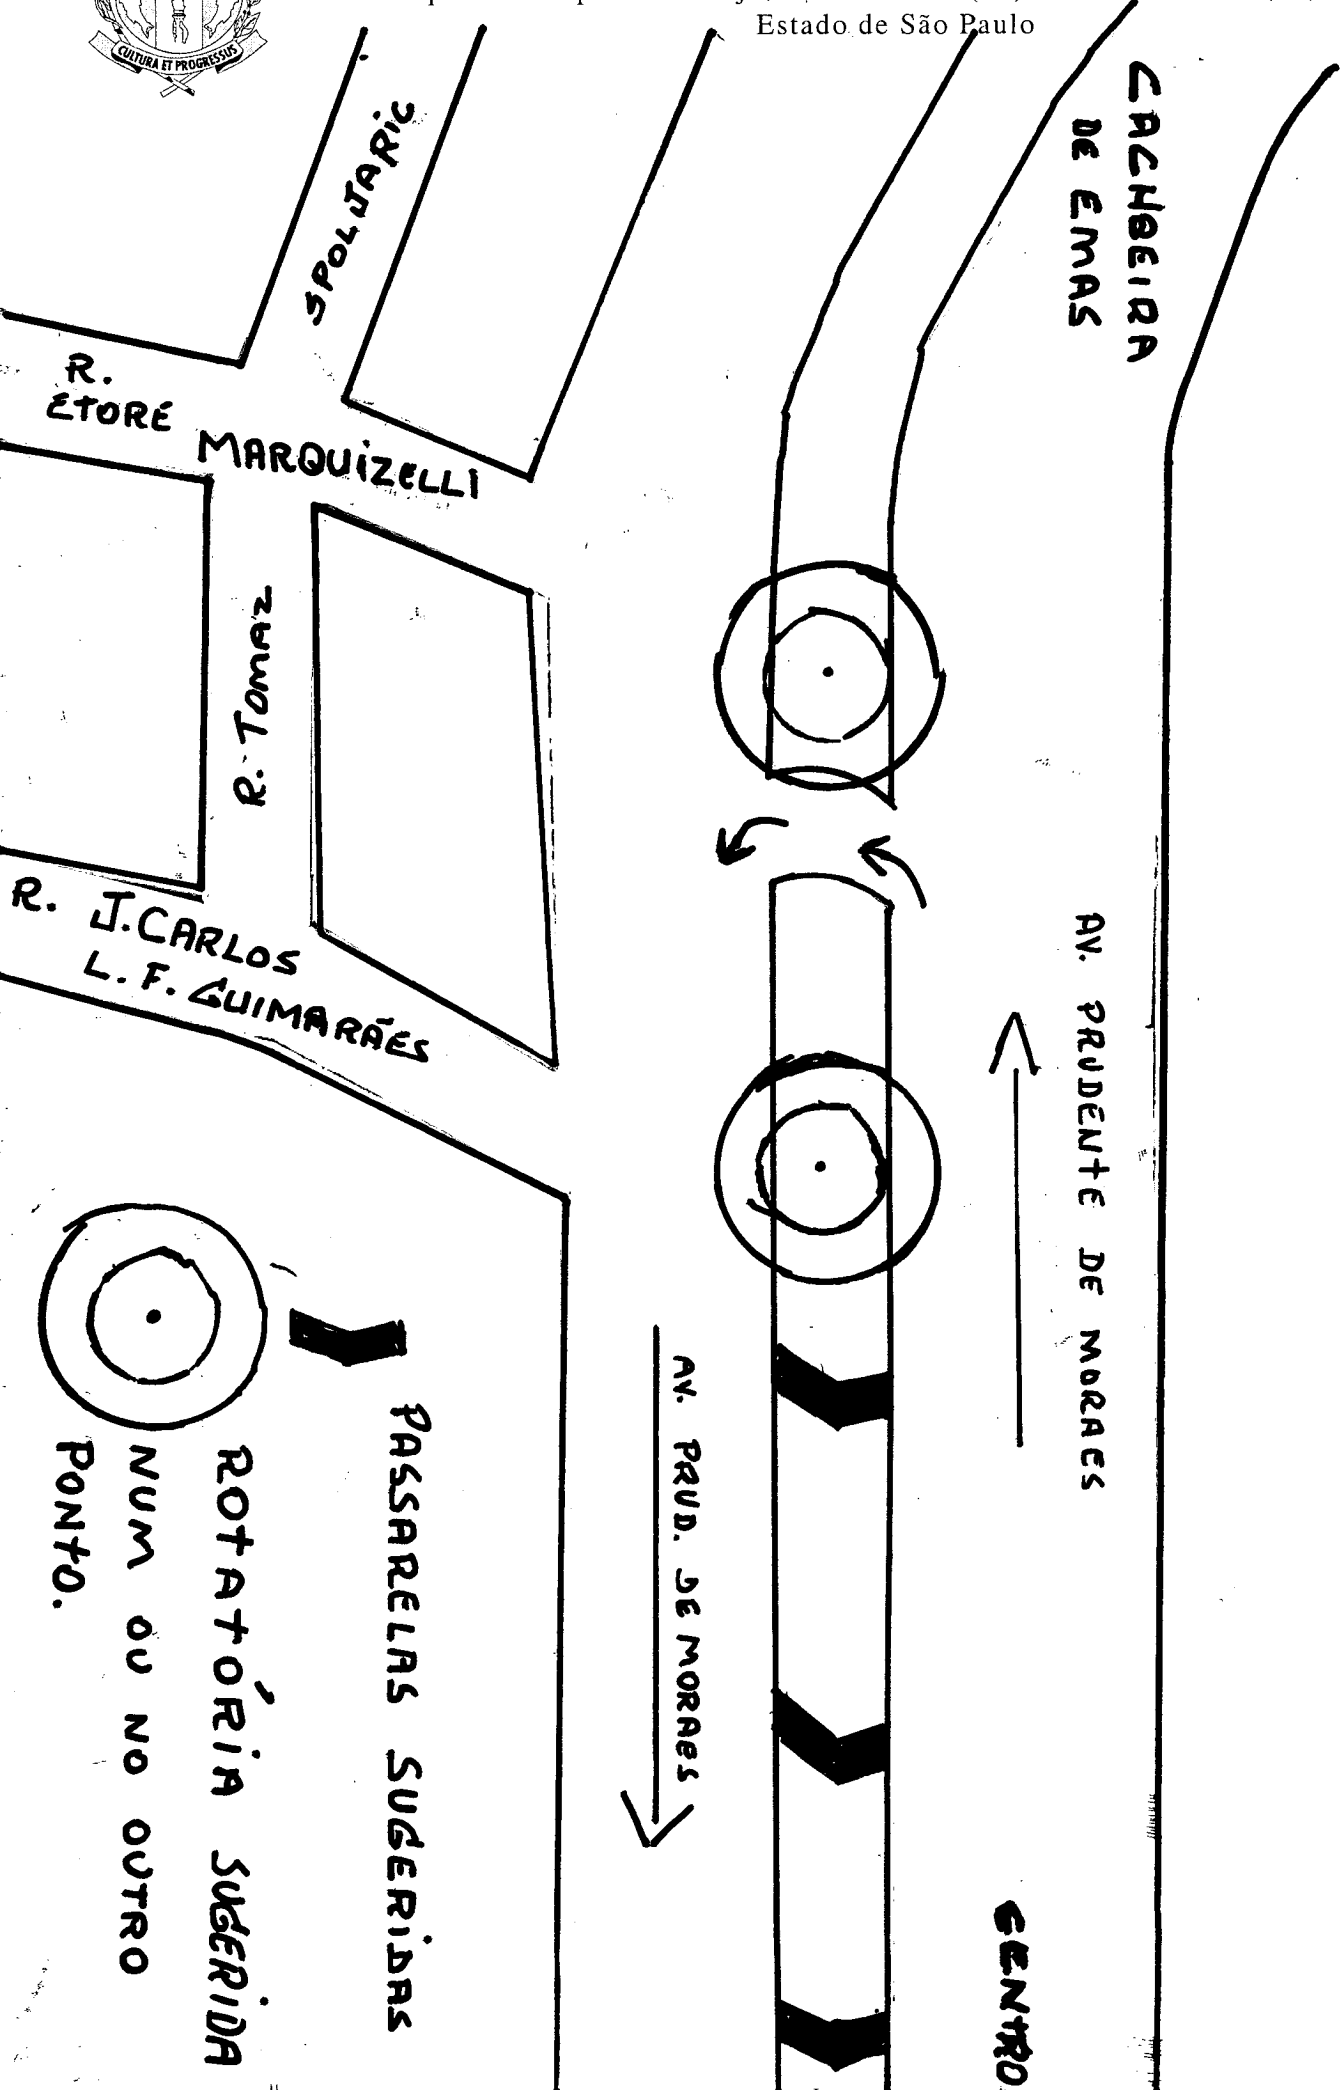 CULTURA ET PROGRESSUS
Estado de São Paulo
CACHOEIRA
DE EMAS
SPOLJARIC
R.
ETORÉ
MARQUIZELLI
R. TOMAZ
R. J. CARLOS
L. F. GUIMARÃES
AV. PRUDENTE DE MORAES
AV. PRUD. DE MORAES
CENTRO
PASSARELAS SUGERIDAS
ROTATÓRIA SUGERIDA
NUM OU NO OUTRO
PONTO.